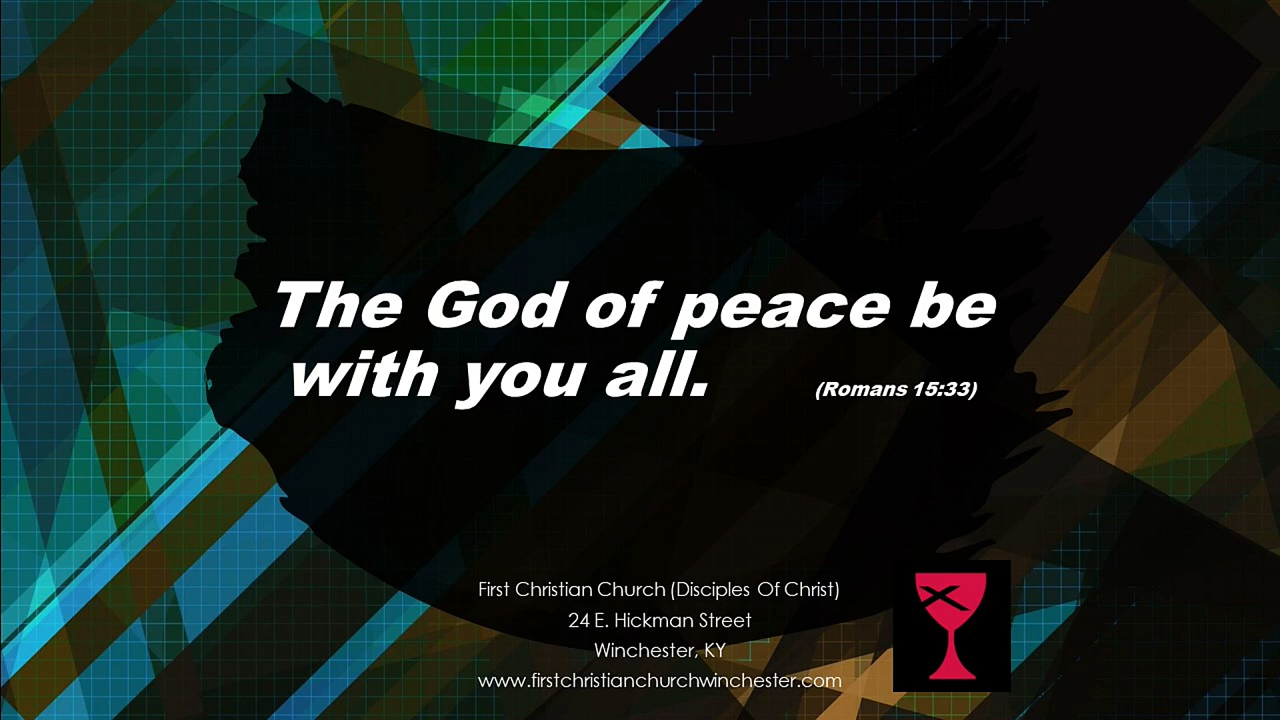 The God of peace be
with you all. (Romans 15:33)
First Christian Church (Disciples Of Christ)
24 E. Hickman Street
Winchester, KY
www.firstchristianchurchwinchester.com